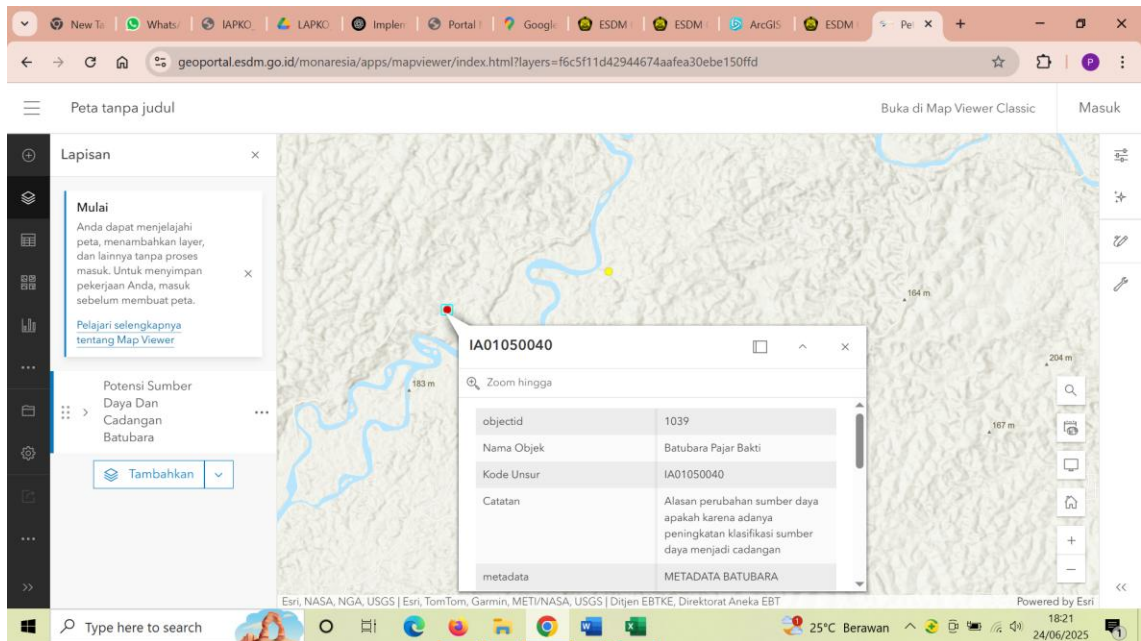 New Ta
Whats/
IAPKO_
LAPKO
Implem
Portal
Google
ESDM
ESDM
ArcGIS
ESDM
Pe
geoportal.esdm.go.id/monaresia/apps/mapviewer/index.html?layers=f6c5f11d42944674aafea30ebe150ffd
P
Peta tanpa judul
Buka di Map Viewer Classic
Masuk
Lapisan
Mulai
Anda dapat menjelajahi
peta, menambahkan layer,
dan lainnya tanpa proses
masuk. Untuk menyimpan
pekerjaan Anda, masuk
sebelum membuat peta.
Pelajari selengkapnya
tentang Map Viewer
Potensi Sumber
Daya Dan
Cadangan
Batubara
Tambahkan
164 m
183 m
204 m
167 m
IA01050040
Zoom hingga
objectid 1039
Nama Objek Batubara Pajar Bakti
Kode Unsur IA01050040
Catatan Alasan perubahan sumber daya
apakah karena adanya
peningkatan klasifikasi sumber
daya menjadi cadangan
metadata METADATA BATUBARA
Esri, NASA, NGA, USGS | Esri, TomTom, Garmin, METI/NASA, USGS | Ditjen EBTKE, Direktorat Aneka EBT
Powered by Esri
Type here to search
25°C Berawan
18:21
24/06/2025
1